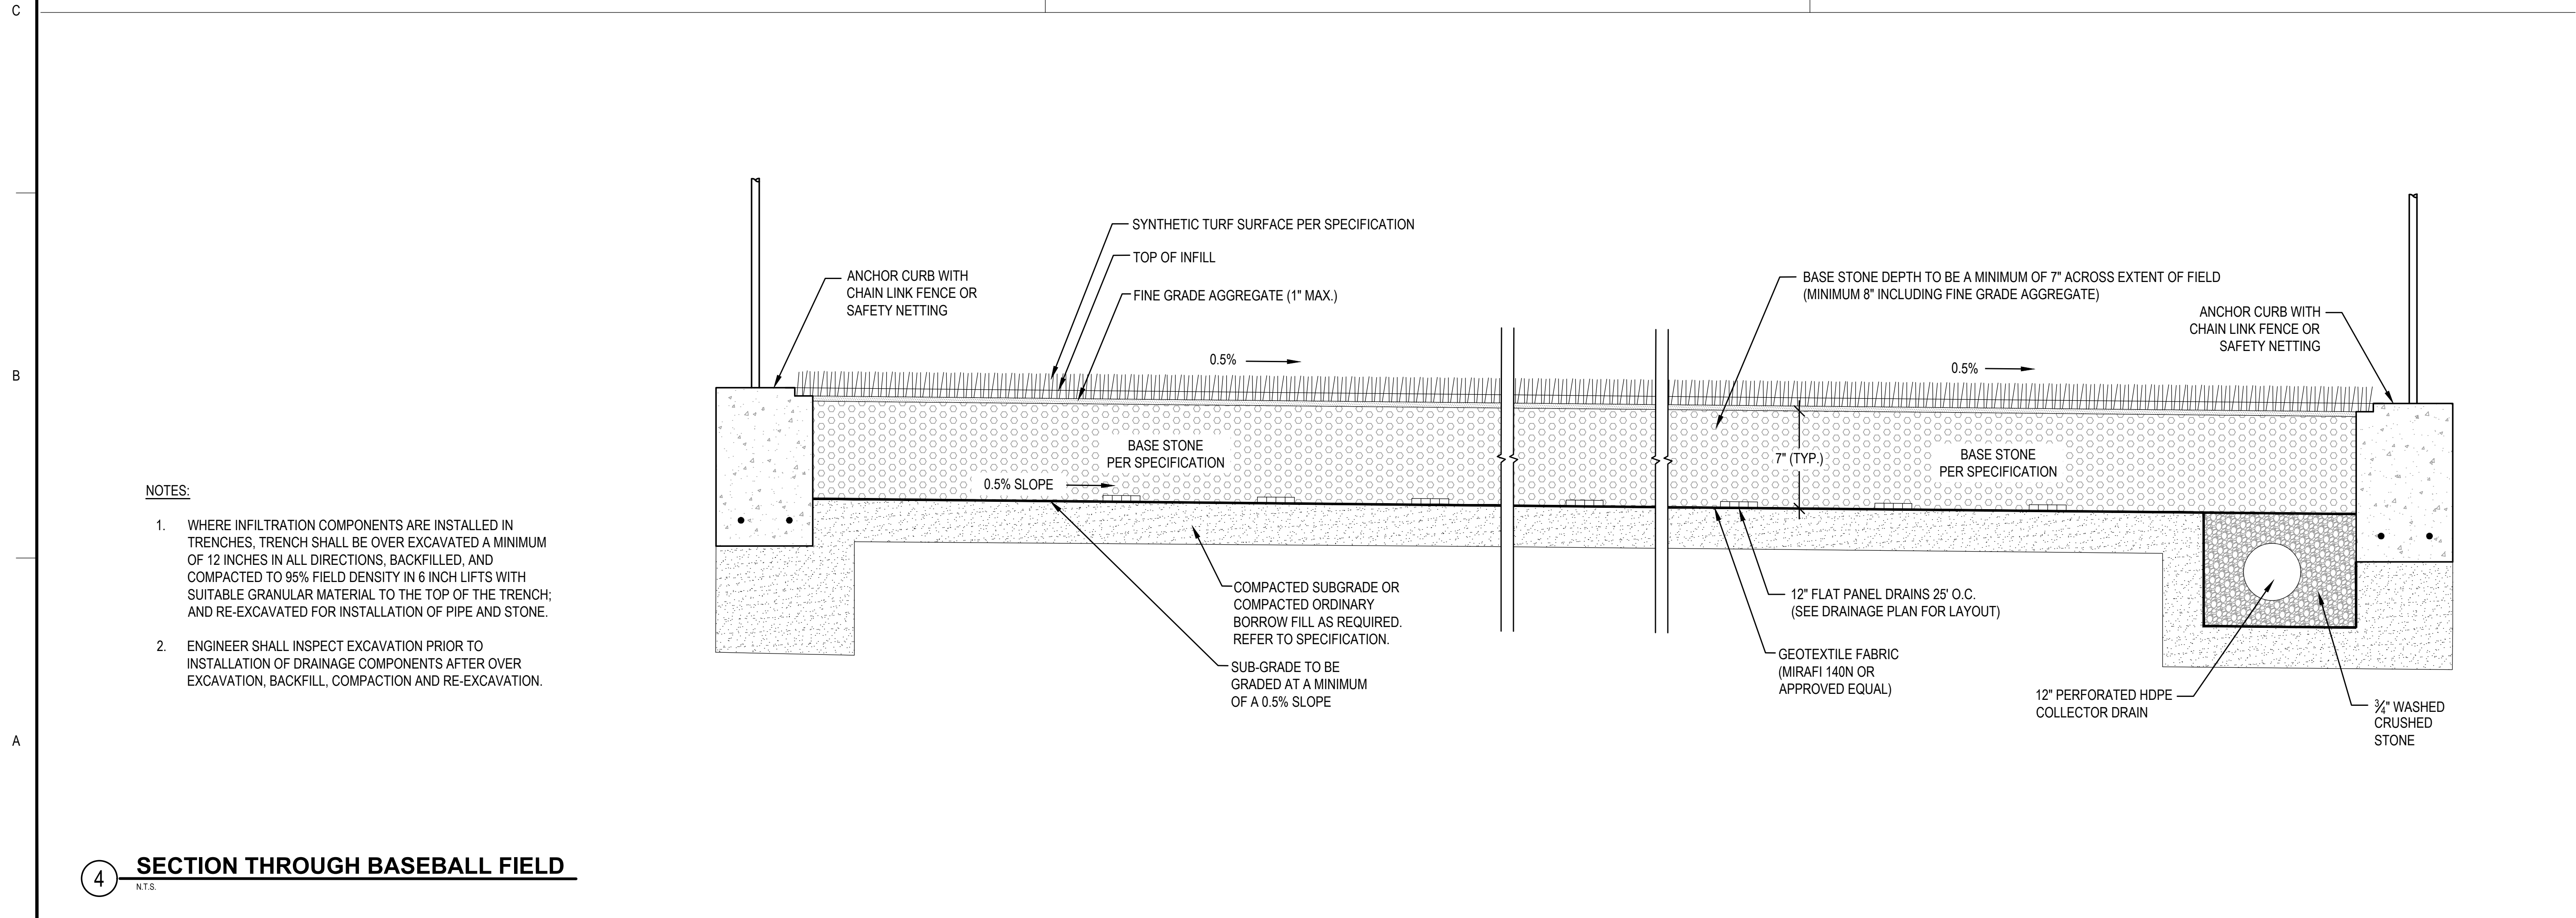 C
B
A
SYNTHETIC TURF SURFACE PER SPECIFICATION
TOP OF INFILL
FINE GRADE AGGREGATE (1" MAX.)
ANCHOR CURB WITH
CHAIN LINK FENCE OR
SAFETY NETTING
BASE STONE DEPTH TO BE A MINIMUM OF 7" ACROSS EXTENT OF FIELD
(MINIMUM 8" INCLUDING FINE GRADE AGGREGATE)
ANCHOR CURB WITH
CHAIN LINK FENCE OR
SAFETY NETTING
0.5%
0.5%
BASE STONE
PER SPECIFICATION
7" (TYP.)
BASE STONE
PER SPECIFICATION
0.5% SLOPE
NOTES:
1. WHERE INFILTRATION COMPONENTS ARE INSTALLED IN
TRENCHES, TRENCH SHALL BE OVER EXCAVATED A MINIMUM
OF 12 INCHES IN ALL DIRECTIONS, BACKFILLED, AND
COMPACTED TO 95% FIELD DENSITY IN 6 INCH LIFTS WITH
SUITABLE GRANULAR MATERIAL TO THE TOP OF THE TRENCH;
AND RE-EXCAVATED FOR INSTALLATION OF PIPE AND STONE.
2. ENGINEER SHALL INSPECT EXCAVATION PRIOR TO
INSTALLATION OF DRAINAGE COMPONENTS AFTER OVER
EXCAVATION, BACKFILL, COMPACTION AND RE-EXCAVATION.
COMPACTED SUBGRADE OR
COMPACTED ORDINARY
BORROW FILL AS REQUIRED.
REFER TO SPECIFICATION.
SUB-GRADE TO BE
GRADED AT A MINIMUM
OF A 0.5% SLOPE
12" FLAT PANEL DRAINS 25' O.C.
(SEE DRAINAGE PLAN FOR LAYOUT)
GEOTEXTILE FABRIC
(MIRAFI 140N OR
APPROVED EQUAL)
12" PERFORATED HDPE
COLLECTOR DRAIN
¾" WASHED
CRUSHED
STONE
4 SECTION THROUGH BASEBALL FIELD
N.T.S.